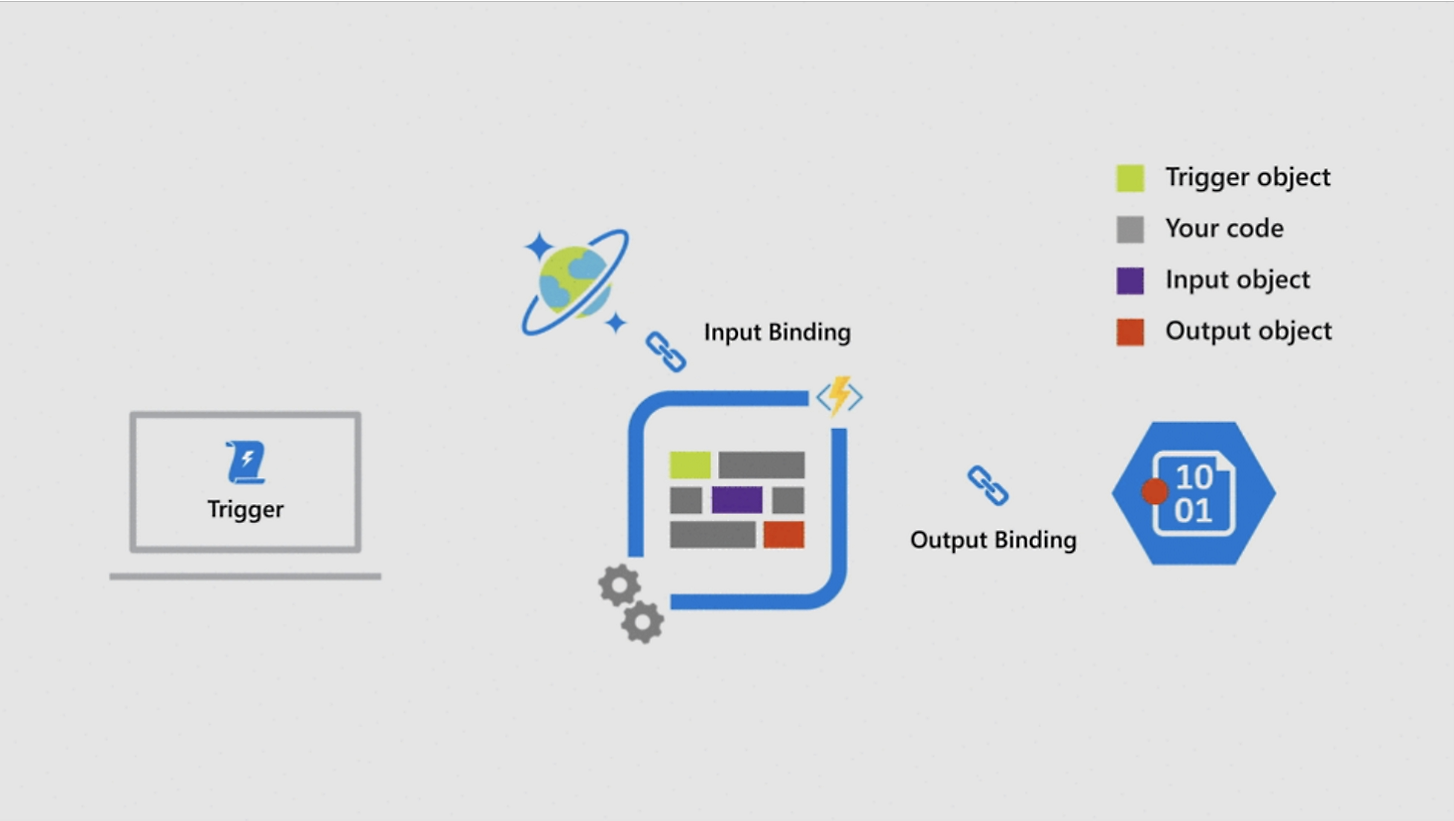 Trigger object
Your code
Input object
Output object
Input Binding
Trigger
Output Binding
10
01